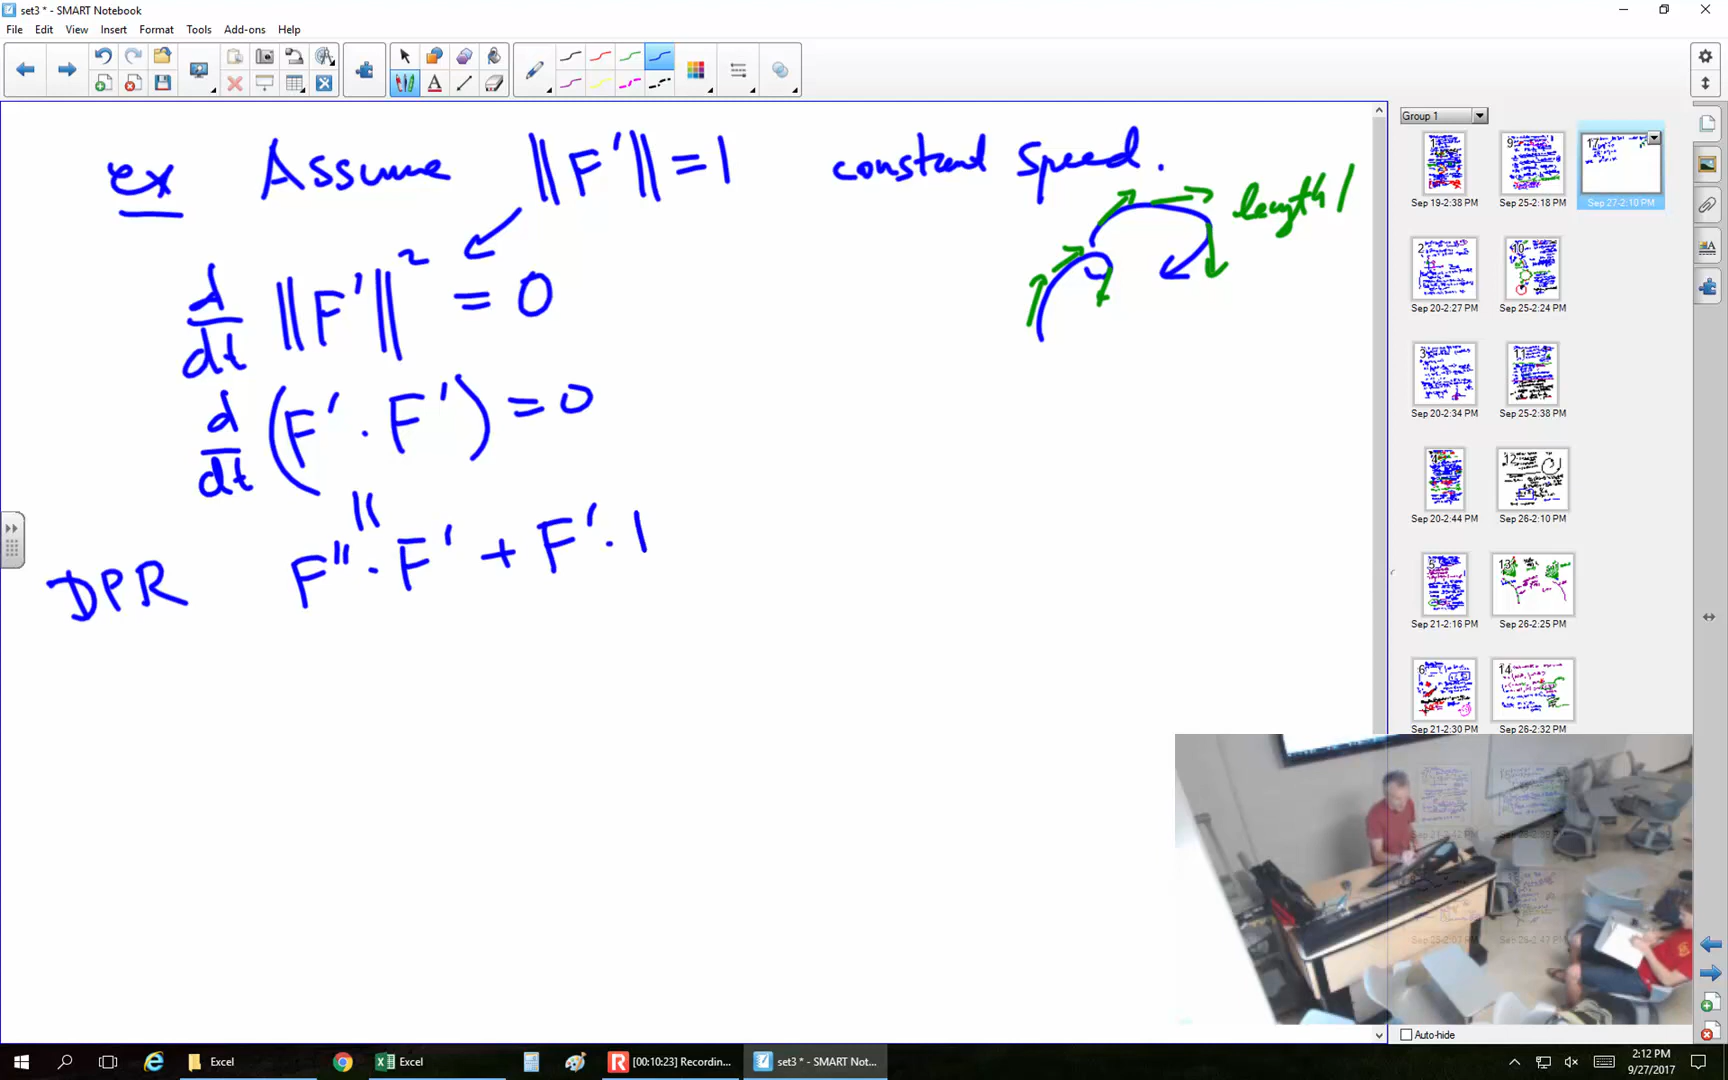 set3 * - SMART Notebook
File Edit View Insert Format Tools Add-ons Help
ex Assume ||F'|| = 1 constant speed.
length 1
d/dt ||F'||² = 0
d/dt (F' · F') = 0
||
DPR F'' · F' + F' · |
Group 1
Sep 19-2:38 PM
Sep 25-2:18 PM
Sep 27-2:10 PM
Sep 20-2:27 PM
Sep 25-2:24 PM
Sep 20-2:34 PM
Sep 25-2:38 PM
Sep 20-2:44 PM
Sep 26-2:10 PM
Sep 21-2:16 PM
Sep 26-2:25 PM
Sep 21-2:30 PM
Sep 26-2:32 PM
Auto-hide
Excel
Excel
[00:10:23] Recordin...
set3 * - SMART Not...
2:12 PM
9/27/2017